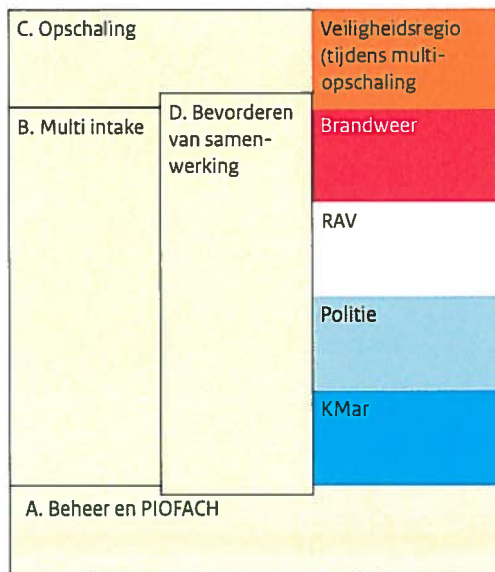 C. Opschaling
Veiligheidsregio
(tijdens multi-
opschaling
B. Multi intake
D. Bevorderen
van samen-
werking
Brandweer
RAV
Politie
KMar
A. Beheer en PIOFACH